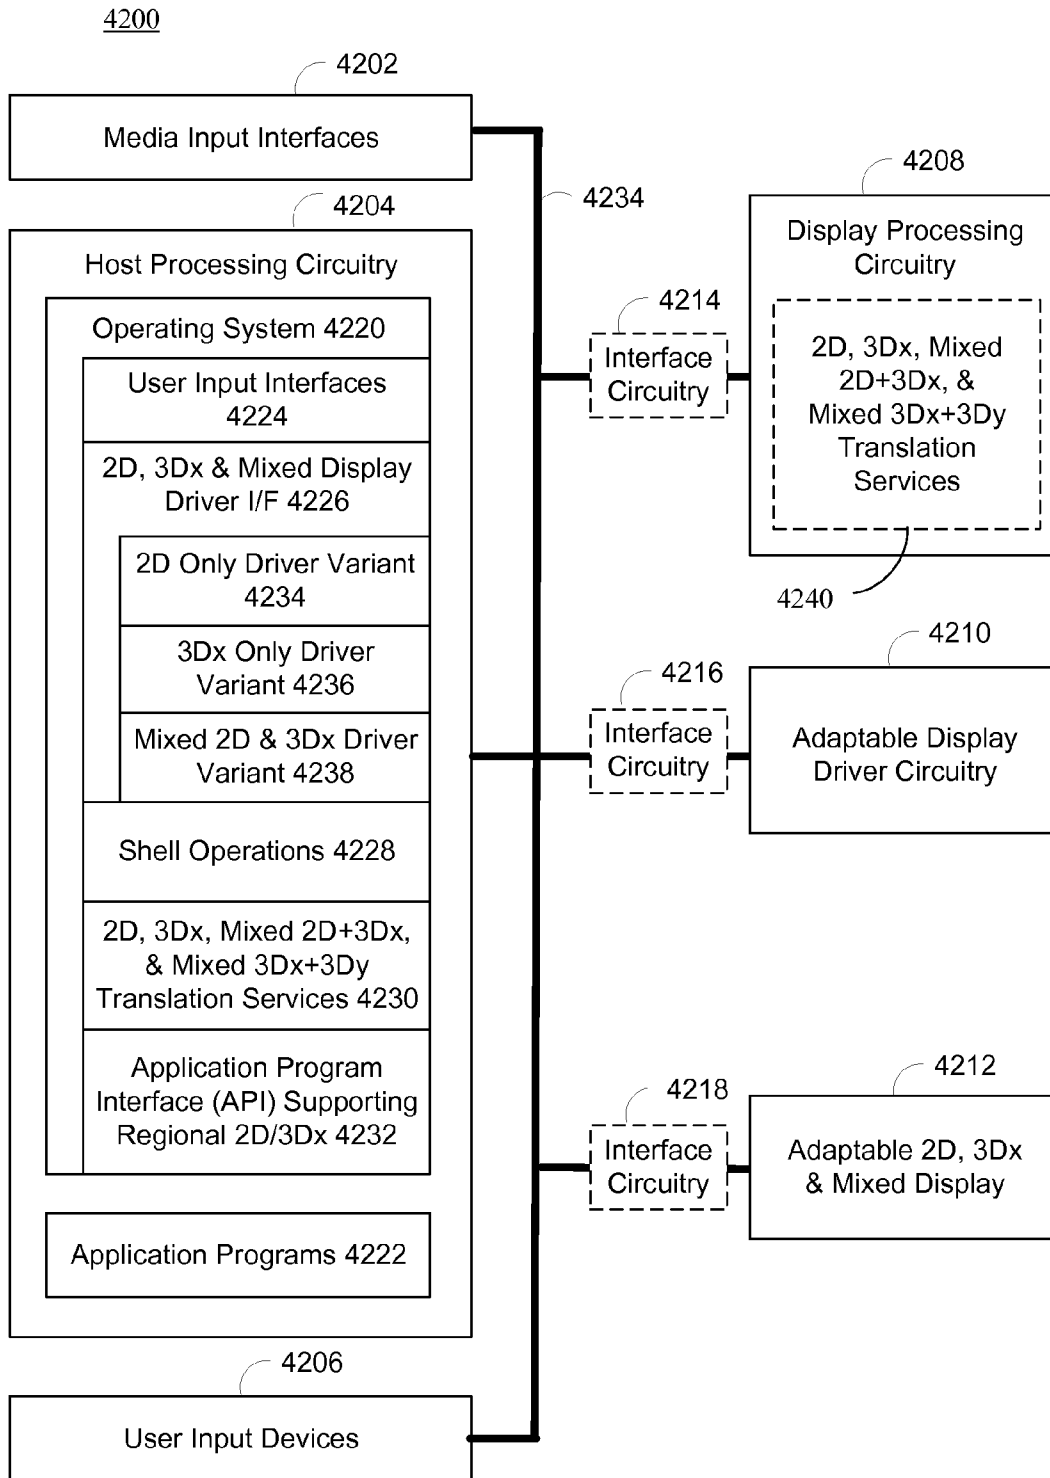 4200
4202
Media Input Interfaces
4204
Host Processing Circuitry
Operating System 4220
User Input Interfaces
4224
2D, 3Dx & Mixed Display
Driver I/F 4226
2D Only Driver Variant
4234
3Dx Only Driver
Variant 4236
Mixed 2D & 3Dx Driver
Variant 4238
Shell Operations 4228
2D, 3Dx, Mixed 2D+3Dx,
& Mixed 3Dx+3Dy
Translation Services 4230
Application Program
Interface (API) Supporting
Regional 2D/3Dx 4232
Application Programs 4222
4206
User Input Devices
4234
4214
Interface
Circuitry
4208
Display Processing
Circuitry
2D, 3Dx, Mixed
2D+3Dx, &
Mixed 3Dx+3Dy
Translation
Services
4240
4216
Interface
Circuitry
4210
Adaptable Display
Driver Circuitry
4218
Interface
Circuitry
4212
Adaptable 2D, 3Dx
& Mixed Display